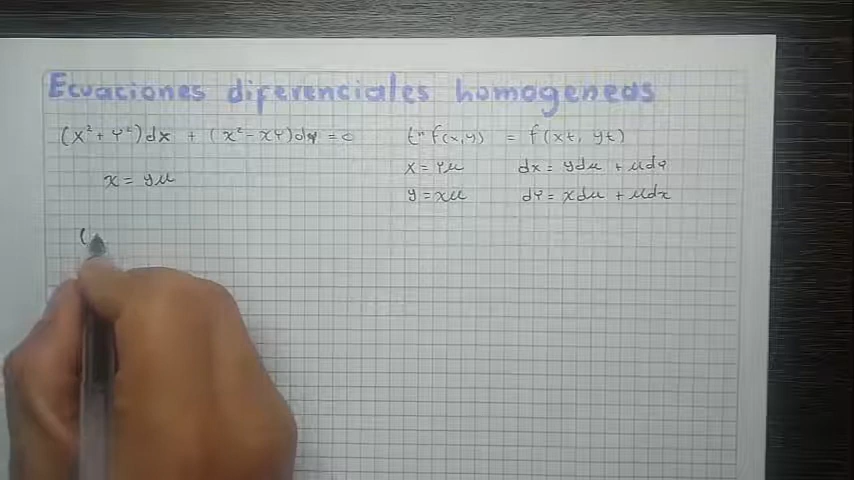 Ecuaciones diferenciales homogeneas
(x² + y²)dx + (x² - xy)dy = 0
tⁿ f(x,y) = f(xt, yt)
x = yu dx = ydu + udy
x = yu
y = xu dy = xdu + udx
(